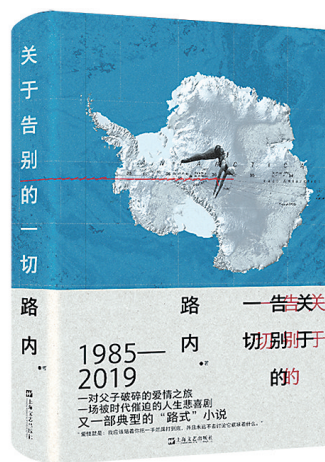 关于告别的一切
路内
著
ANTARCTICA
关于告别的一切
路内
著
1985—
2019
一对父子破碎的爱情之旅
一场被时代催迫的人生悲喜剧
又一部典型的“路式”小说
上海文艺出版社